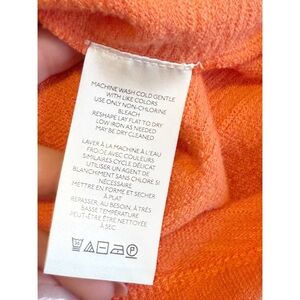 MACHINE WASH COLD GENTLE
WITH LIKE COLORS
USE ONLY NON-CHLORINE
BLEACH
RESHAPE LAY FLAT TO DRY
LOW IRON AS NEEDED
MAY BE DRY CLEANED
LAVER À LA MACHINE À L'EAU
FROIDE AVEC COULEURS
SIMILAIRES CYCLE DÉLICAT
UTILISER UN AGENT DE
BLANCHIMENT SANS CHLORE SI
NÉCESSAIRE
METTRE EN FORME ET SÉCHER
À PLAT
REPASSER, AU BESOIN, À TRÈS
BASSE TEMPÉRATURE
PEUT-ÊTRE ÊTRE NETTOYÉE
À SEC